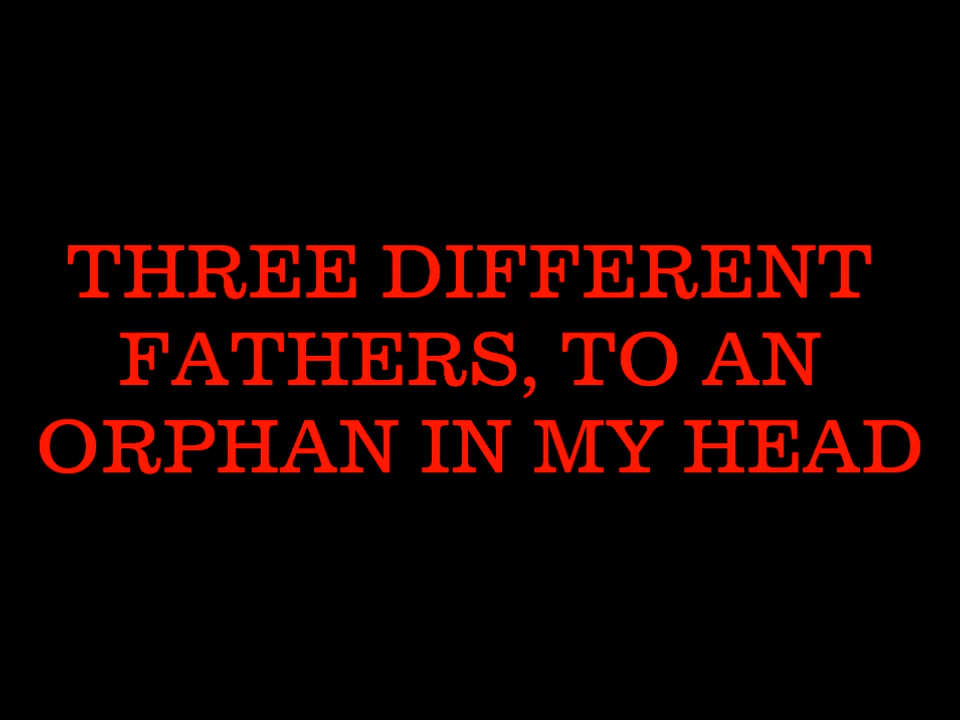 THREE DIFFERENT
FATHERS, TO AN
ORPHAN IN MY HEAD